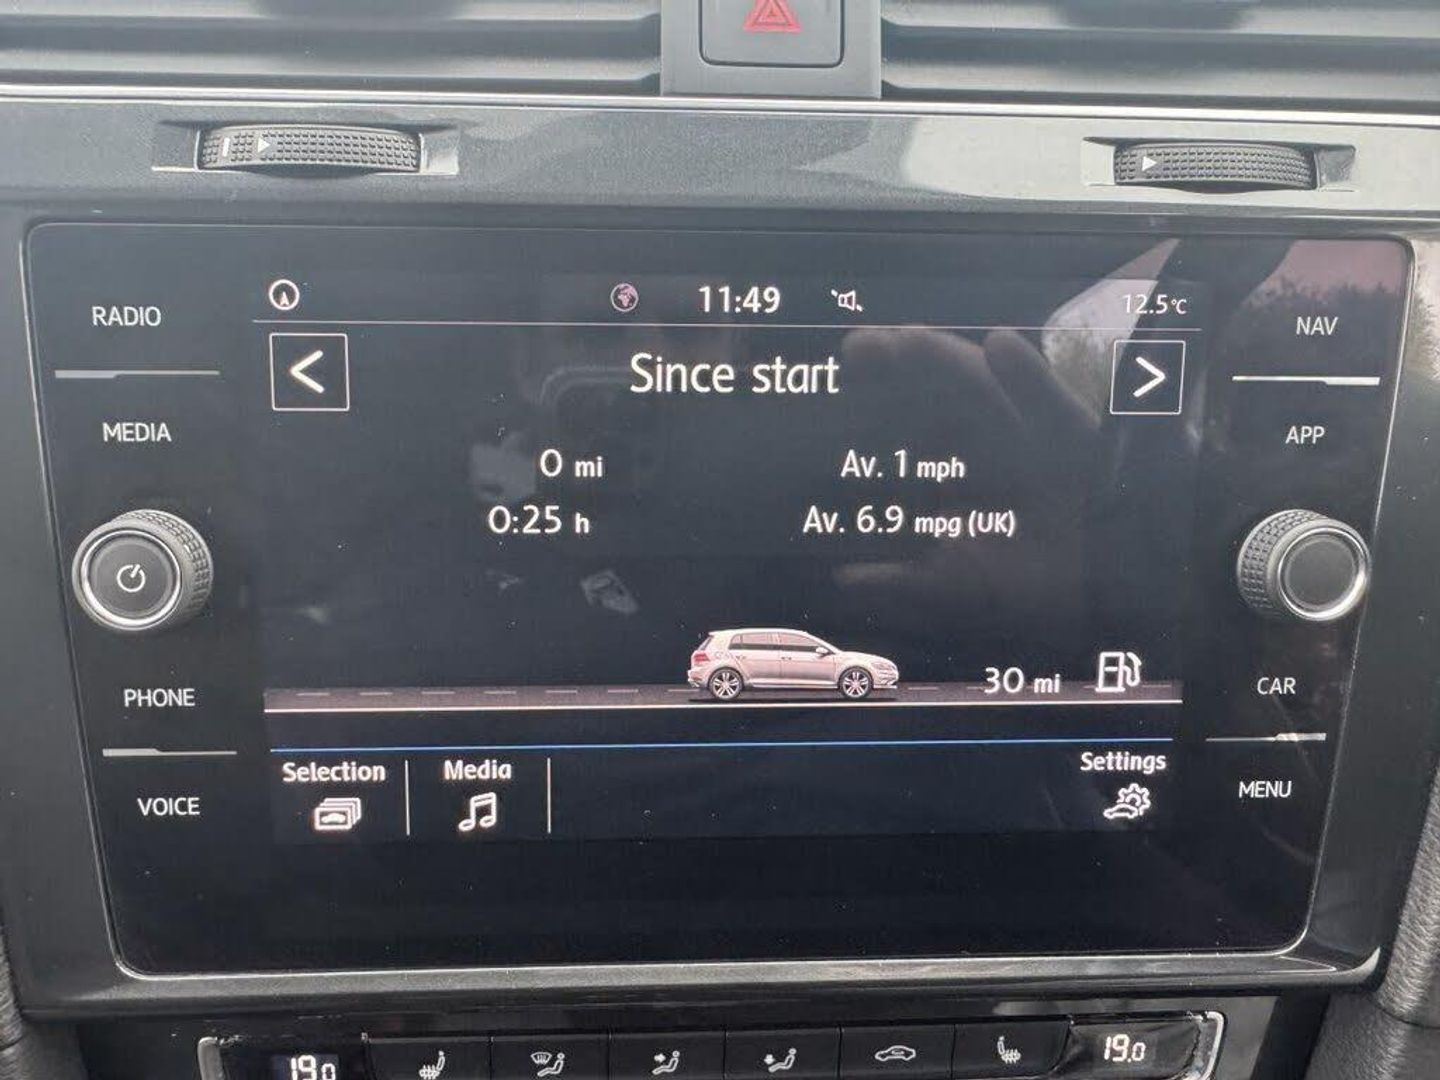 RADIO
MEDIA
PHONE
VOICE
11:49
12.5°C
<
Since start
>
0 mi
Av. 1 mph
0:25 h
Av. 6.9 mpg (UK)
30 mi
Selection
Media
Settings
NAV
APP
CAR
MENU
19.0
19.0